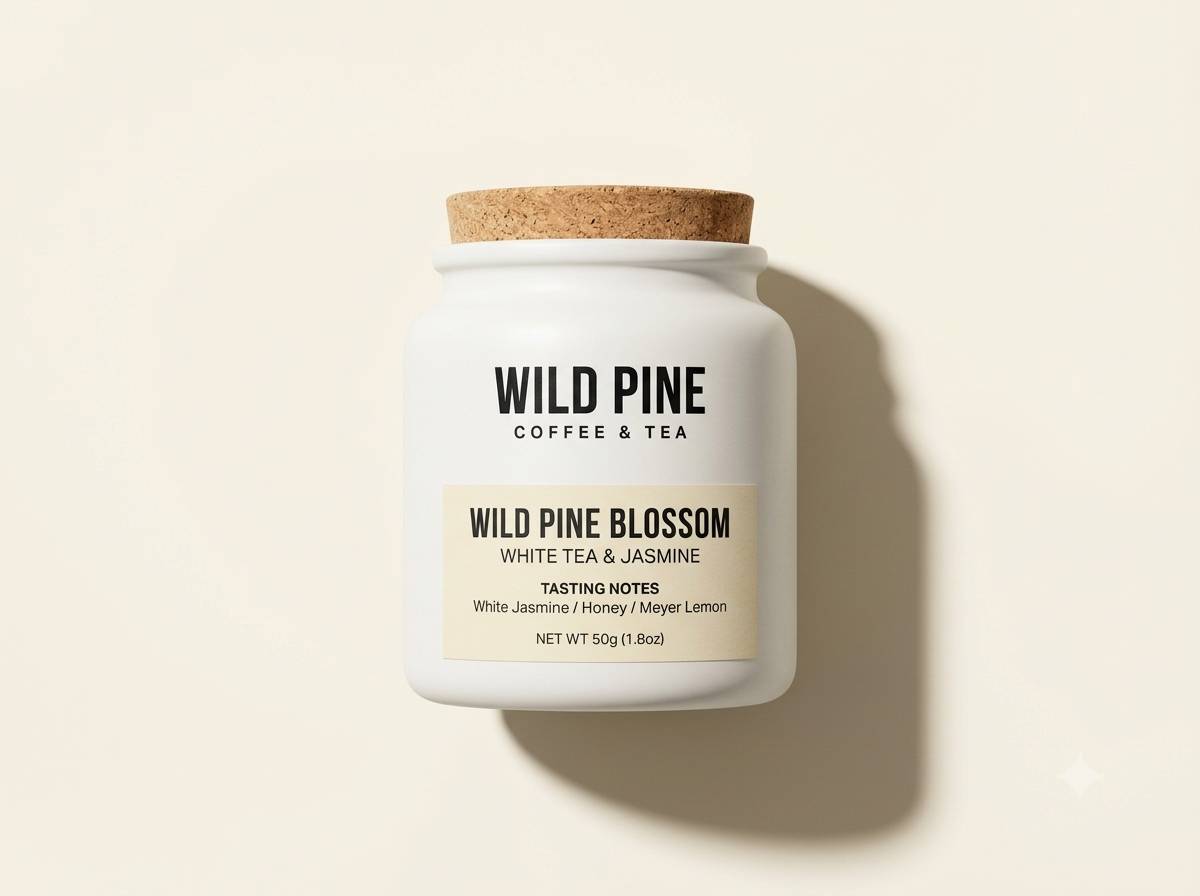 WILD PINE
COFFEE & TEA
WILD PINE BLOSSOM
WHITE TEA & JASMINE
TASTING NOTES
White Jasmine / Honey / Meyer Lemon
NET WT 50g (1.8oz)